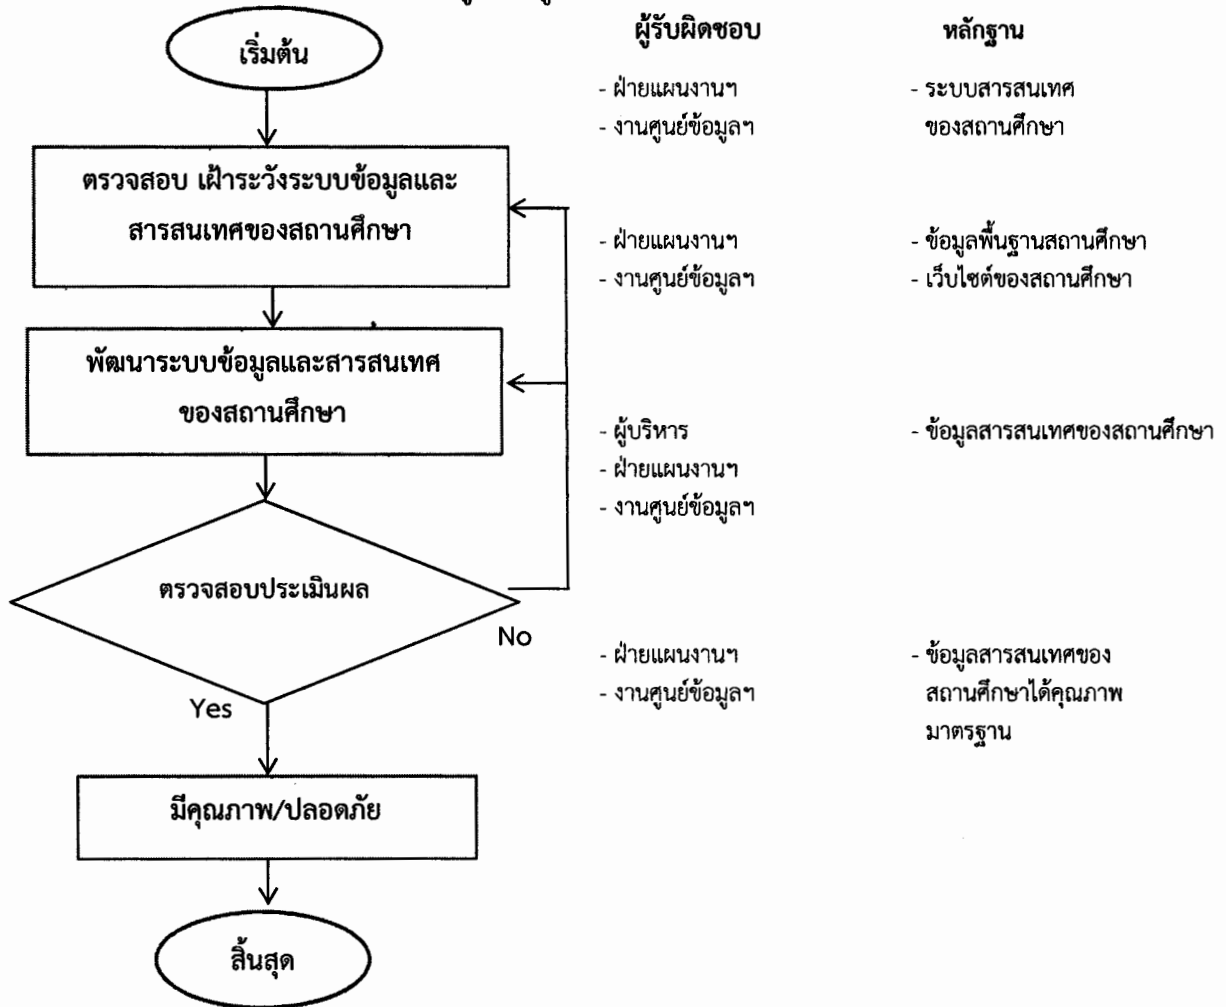 เริ่มต้น
ตรวจสอบ เฝ้าระวังระบบข้อมูลและ
สารสนเทศของสถานศึกษา
พัฒนาระบบข้อมูลและสารสนเทศ
ของสถานศึกษา
ตรวจสอบประเมินผล
No
Yes
มีคุณภาพ/ปลอดภัย
สิ้นสุด
ผู้รับผิดชอบ
- ฝ่ายแผนงานฯ
- งานศูนย์ข้อมูลฯ
- ฝ่ายแผนงานฯ
- งานศูนย์ข้อมูลฯ
- ผู้บริหาร
- ฝ่ายแผนงานฯ
- งานศูนย์ข้อมูลฯ
- ฝ่ายแผนงานฯ
- งานศูนย์ข้อมูลฯ
หลักฐาน
- ระบบสารสนเทศ
ของสถานศึกษา
- ข้อมูลพื้นฐานสถานศึกษา
- เว็บไซต์ของสถานศึกษา
- ข้อมูลสารสนเทศของสถานศึกษา
- ข้อมูลสารสนเทศของ
สถานศึกษาได้คุณภาพ
มาตรฐาน